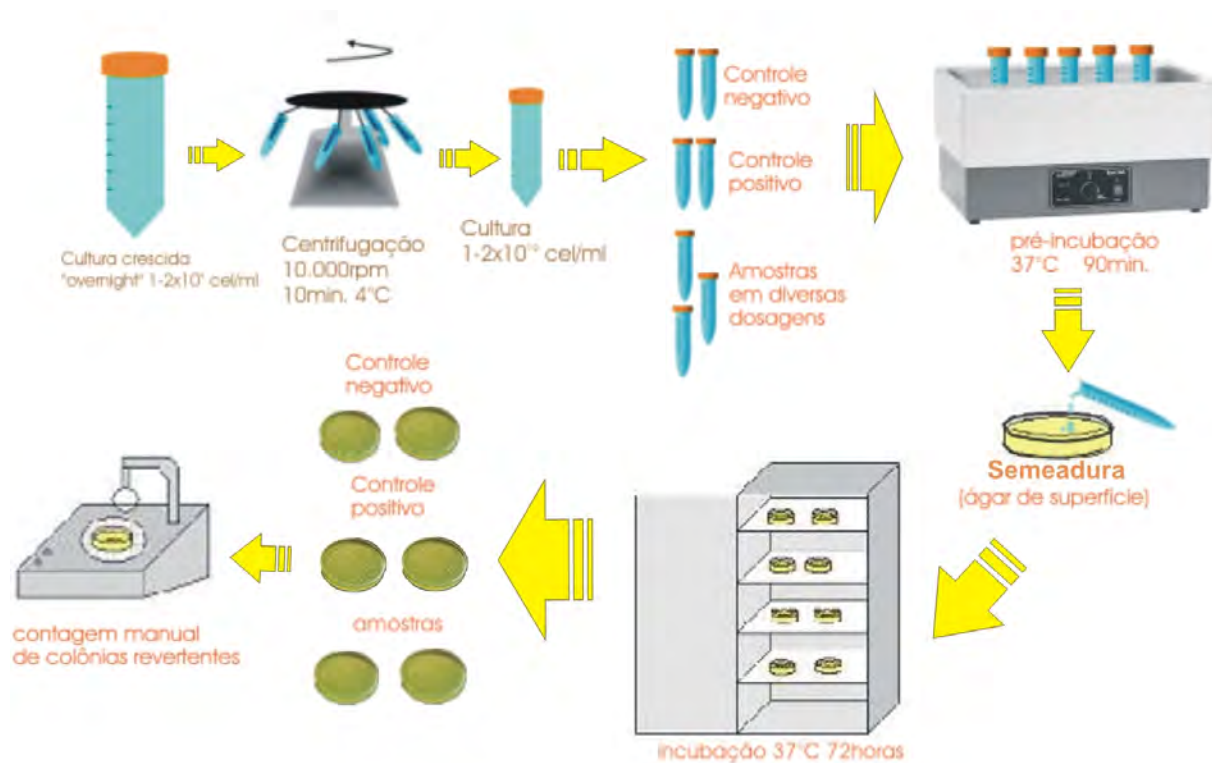 Cultura crescida
"overnight" 1-2x10⁹ cel/ml
Centrifugação
10.000rpm
10min. 4°C
Cultura
1-2x10¹⁰ cel/ml
Controle
negativo
Controle
positivo
Amostras
em diversas
dosagens
pré-incubação
37°C 90min.
Semeadura
(ágar de superfície)
incubação 37°C 72horas
Controle
negativo
Controle
positivo
amostras
contagem manual
de colônias revertentes